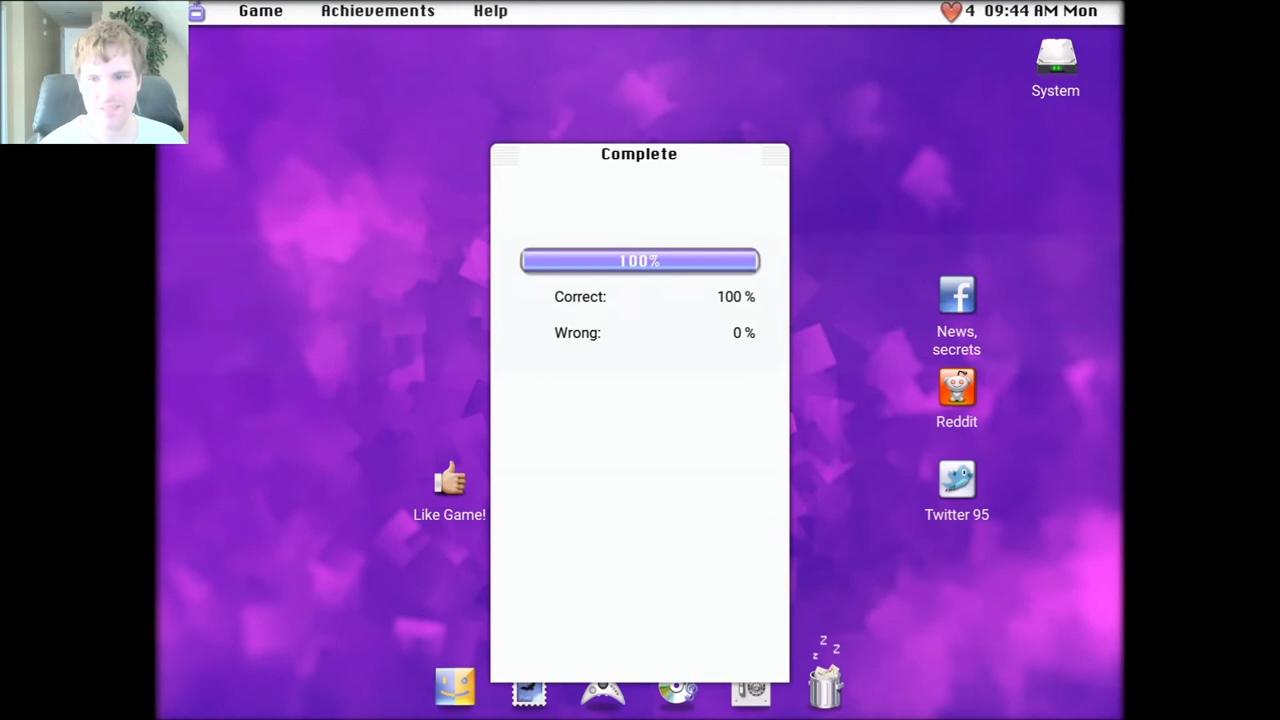 Game Achievements Help 4 09:44 AM Mon
System
Complete
100%
Correct: 100 %
Wrong: 0 %
News,
secrets
Reddit
Like Game!
Twitter 95
z z
z